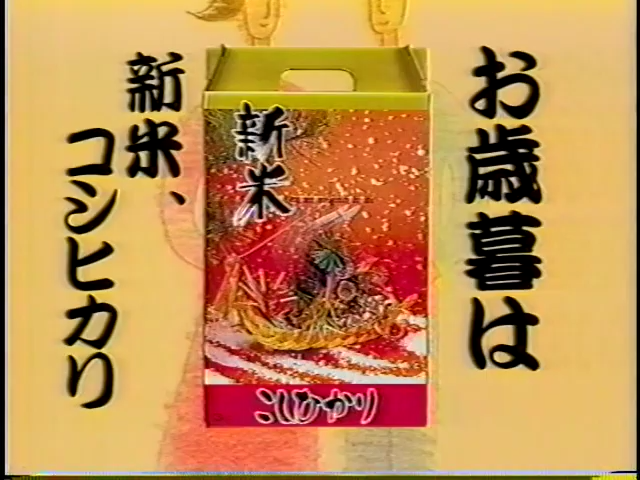 お歳暮は
新米、
コシヒカリ
新米
こしひかり